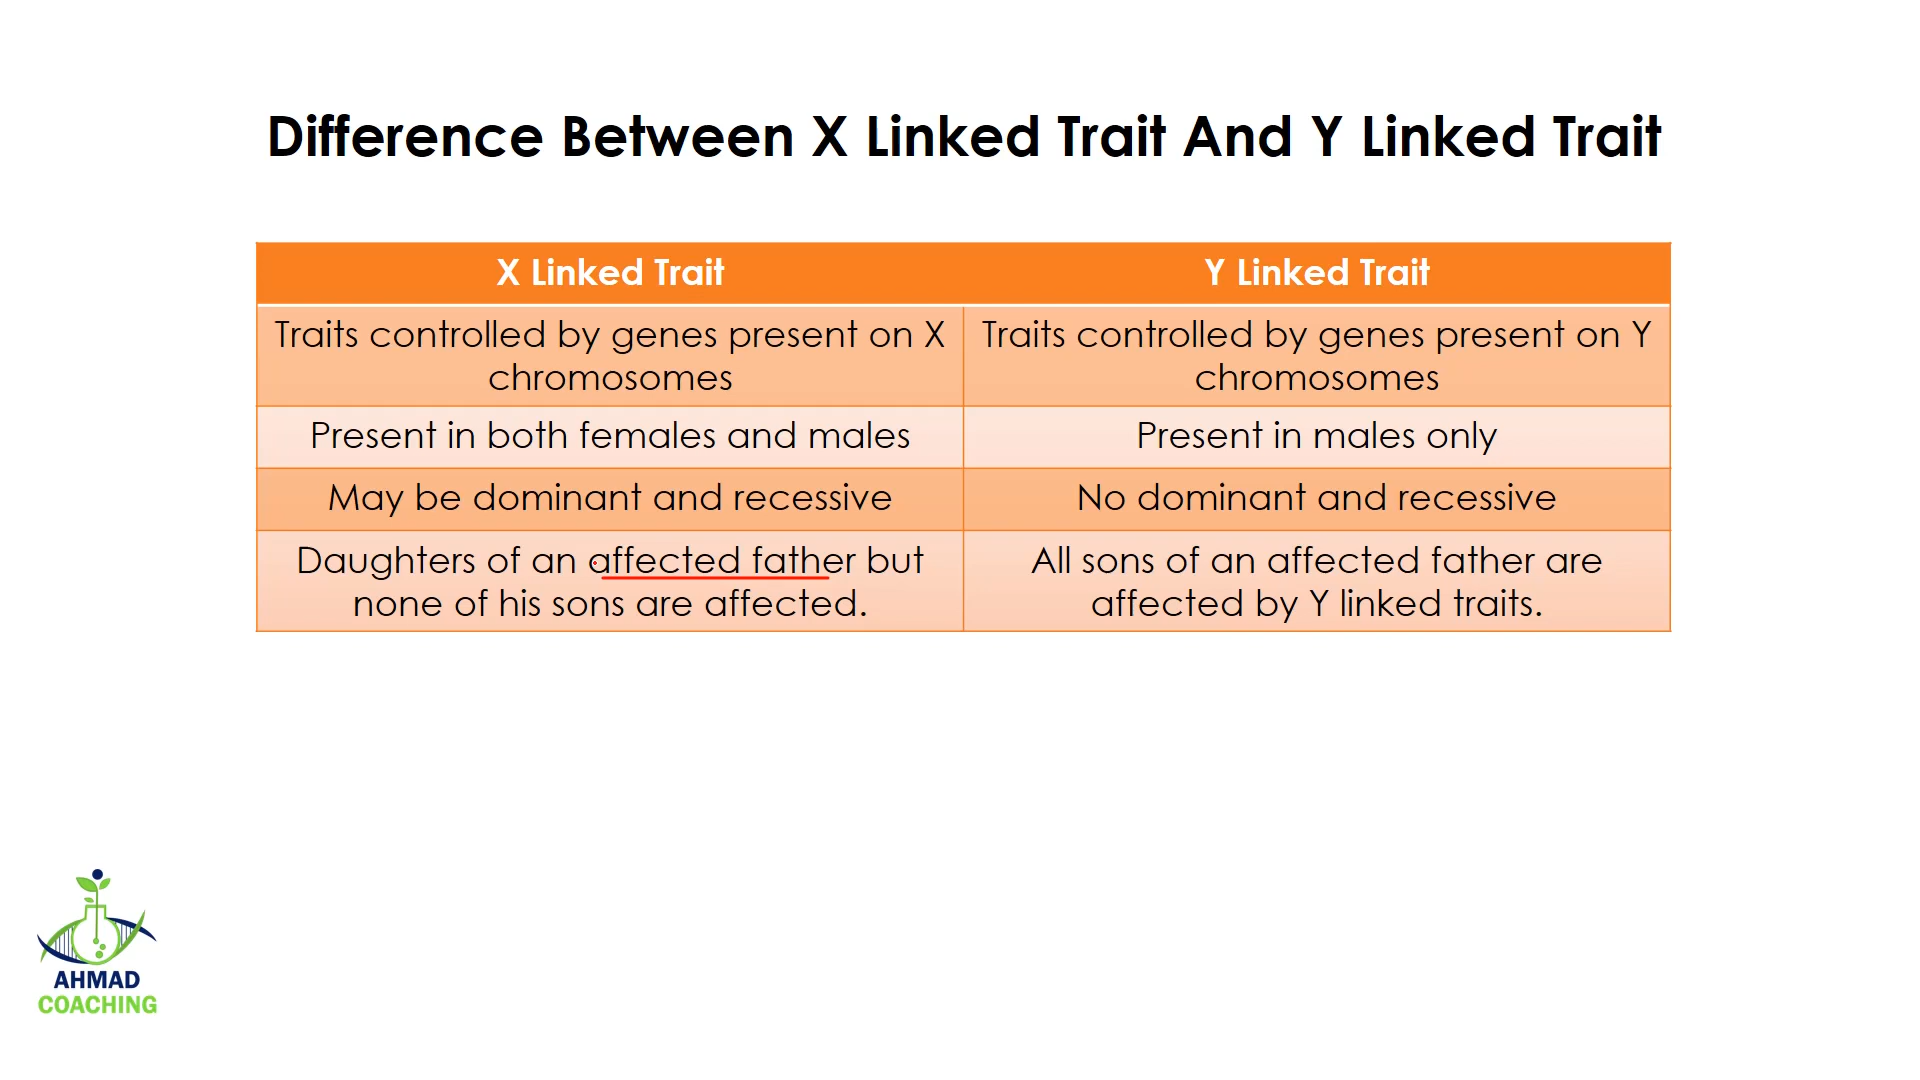 Difference Between X Linked Trait And Y Linked Trait
X Linked Trait
Y Linked Trait
Traits controlled by genes present on X
chromosomes
Traits controlled by genes present on Y
chromosomes
Present in both females and males
Present in males only
May be dominant and recessive
No dominant and recessive
Daughters of an affected father but
none of his sons are affected.
All sons of an affected father are
affected by Y linked traits.
AHMAD
COACHING